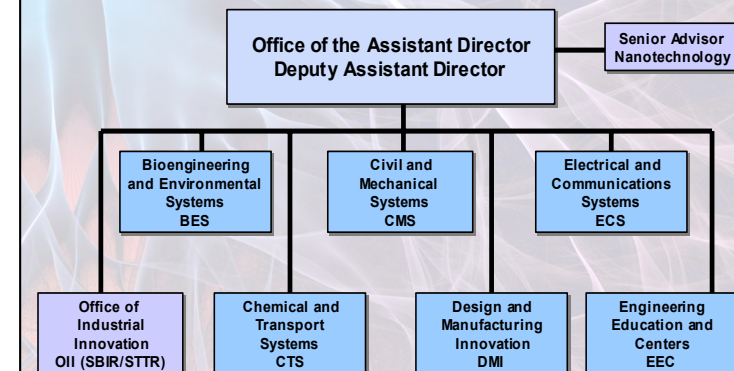 Office of the Assistant Director
Deputy Assistant Director
Senior Advisor
Nanotechnology
Bioengineering
and Environmental
Systems
BES
Civil and
Mechanical
Systems
CMS
Electrical and
Communications
Systems
ECS
Office of
Industrial
Innovation
OII (SBIR/STTR)
Chemical and
Transport
Systems
CTS
Design and
Manufacturing
Innovation
DMI
Engineering
Education and
Centers
EEC